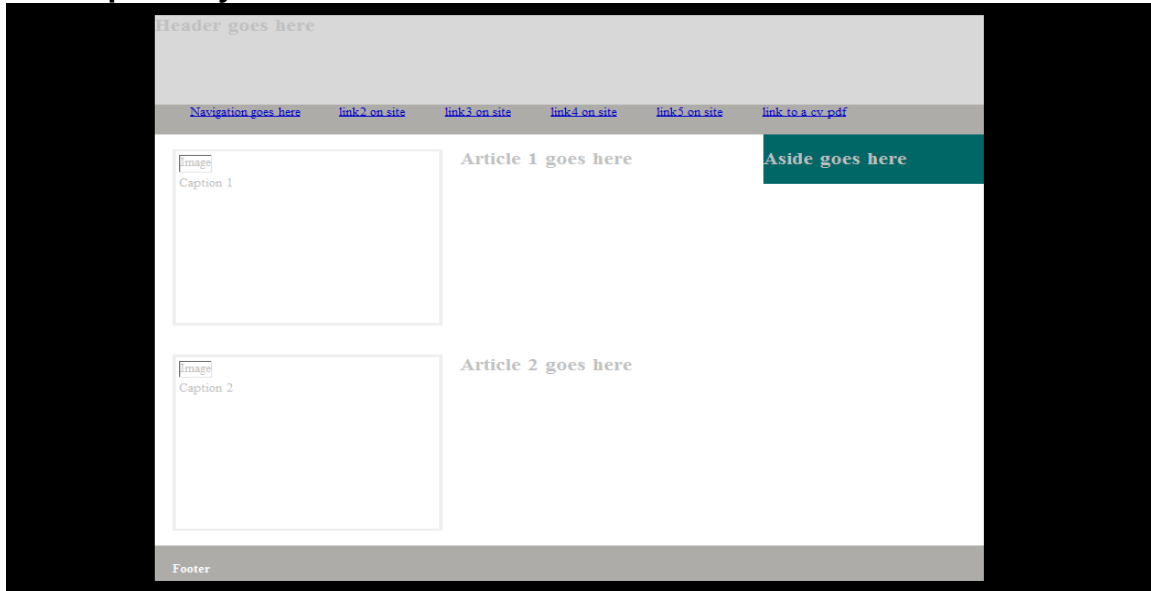 Header goes here
Navigation goes here link2 on site link3 on site link4 on site link5 on site link to a cv pdf
Image
Caption 1
Article 1 goes here
Aside goes here
Image
Caption 2
Article 2 goes here
Footer